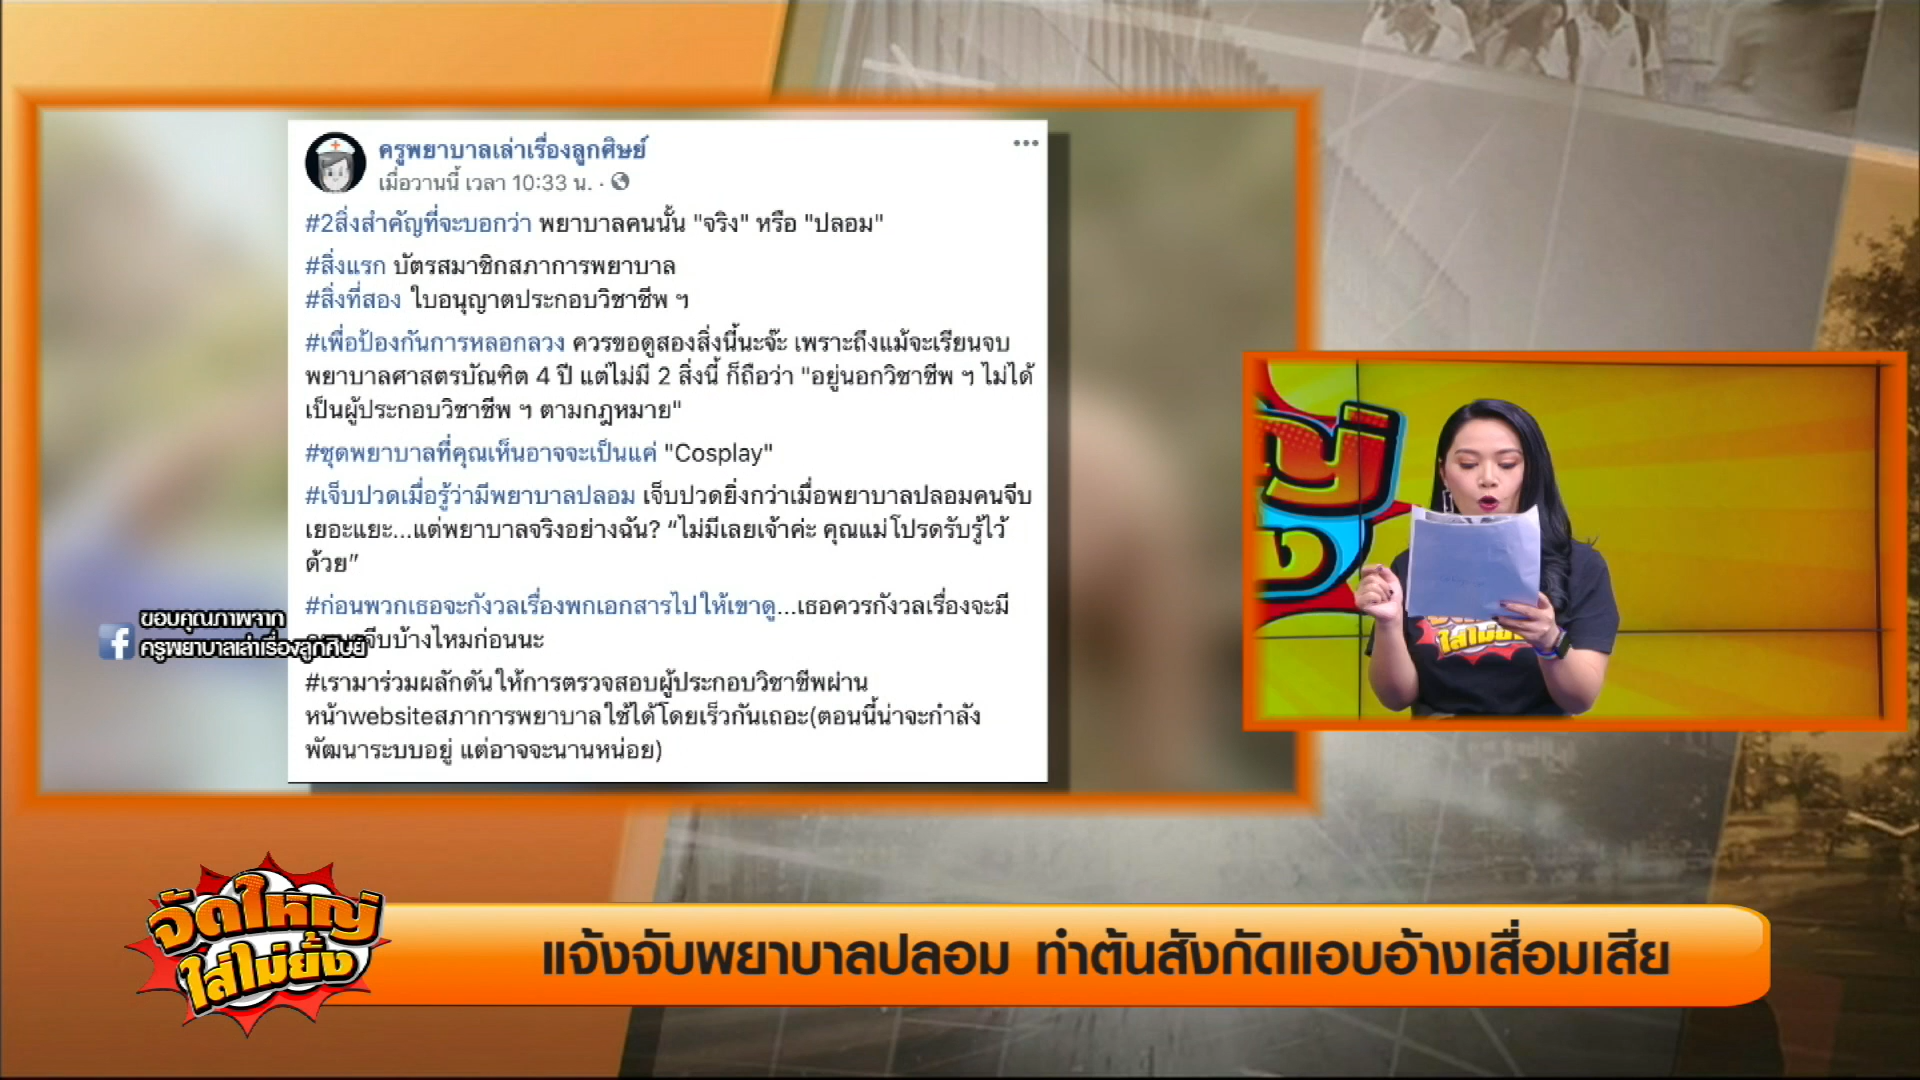 ครูพยาบาลเล่าเรื่องลูกศิษย์
เมื่อวานนี้ เวลา 10:33 น. ·
#2สิ่งสำคัญที่จะบอกว่า พยาบาลคนนั้น "จริง" หรือ "ปลอม"
#สิ่งแรก บัตรสมาชิกสภาการพยาบาล
#สิ่งที่สอง ใบอนุญาตประกอบวิชาชีพ ฯ
#เพื่อป้องกันการหลอกลวง ควรขอดูสองสิ่งนี้นะจ๊ะ เพราะถึงแม้จะเรียนจบ
พยาบาลศาสตรบัณฑิต 4 ปี แต่ไม่มี 2 สิ่งนี้ ก็ถือว่า "อยู่นอกวิชาชีพ ฯ ไม่ได้
เป็นผู้ประกอบวิชาชีพ ฯ ตามกฎหมาย"
#ชุดพยาบาลที่คุณเห็นอาจจะเป็นแค่ "Cosplay"
#เจ็บปวดเมื่อรู้ว่ามีพยาบาลปลอม เจ็บปวดยิ่งกว่าเมื่อพยาบาลปลอมคนจีบ
เยอะแยะ...แต่พยาบาลจริงอย่างฉัน? “ไม่มีเลยเจ้าค่ะ คุณแม่โปรดรับรู้ไว้
ด้วย”
#ก่อนพวกเธอจะกังวลเรื่องพกเอกสารไปให้เขาดู...เธอควรกังวลเรื่องจะมี
จีบบ้างไหมก่อนนะ
#เรามาร่วมผลักดันให้การตรวจสอบผู้ประกอบวิชาชีพผ่าน
หน้าwebsiteสภาการพยาบาลใช้ได้โดยเร็วกันเถอะ(ตอนนี้น่าจะกำลัง
พัฒนาระบบอยู่ แต่อาจจะนานหน่อย)
ขอบคุณภาพจาก
f ครูพยาบาลเล่าเรื่องลูกศิษย์
จัดใหญ่
ใส่ไม่ยั้ง
แจ้งจับพยาบาลปลอม ทำต้นสังกัดแอบอ้างเสื่อมเสีย